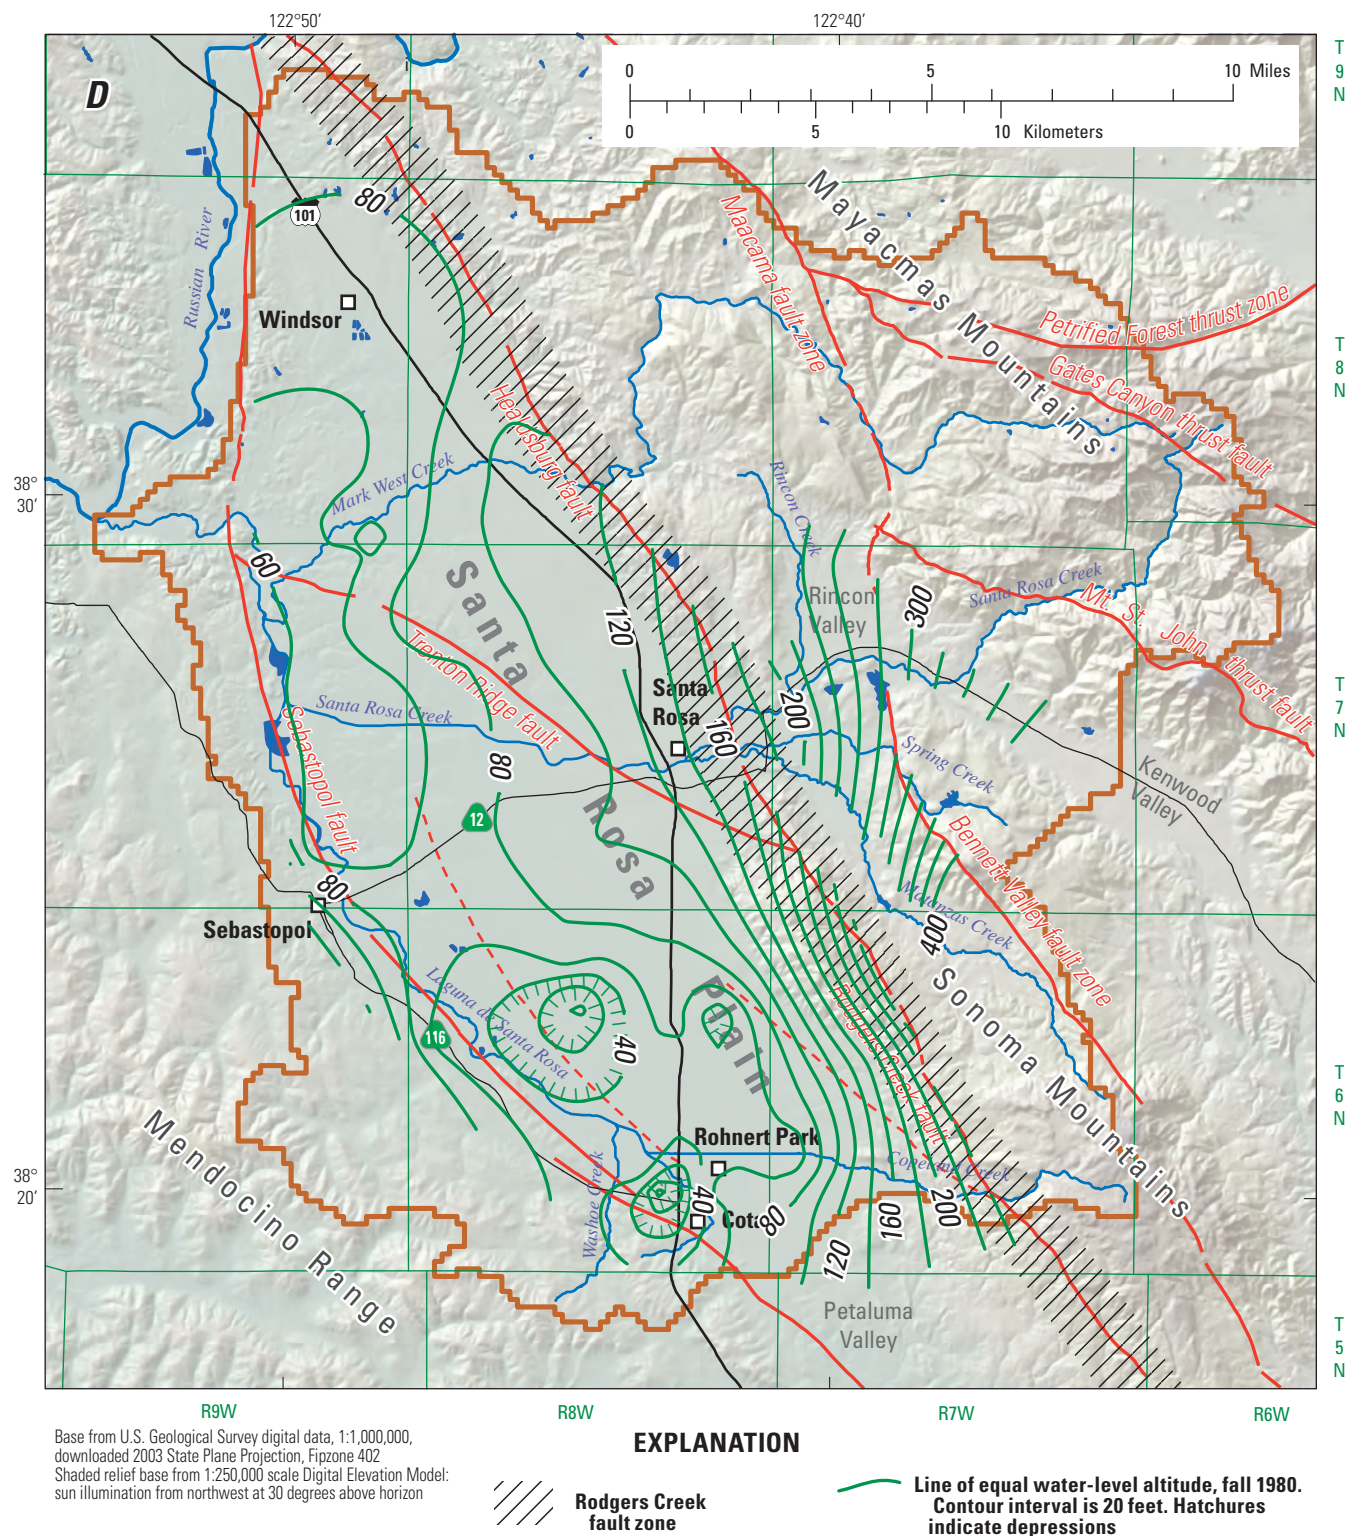 122°50′
122°40′
T
9
N
D
0
5
10 Miles
0
5
10 Kilometers
80
101
Russian River
Windsor
Mayacmas Mountains
Maacama fault zone
Petrified Forest thrust zone
Gates Canyon thrust fault
T
8
N
Healdsburg fault
Mark West Creek
38°
30′
Rincon Creek
60
Santa Rosa Plain
Rincon
Valley
300
Santa Rosa Creek
Mt. St. John thrust fault
120
Trenton Ridge fault
Santa
Rosa
200
160
T
7
N
Santa Rosa Creek
Sebastopol fault
80
12
Spring Creek
Kenwood
Valley
Bennett Valley fault zone
80
Sebastopol
Matanzas Creek
400
Sonoma Mountains
Laguna de Santa Rosa
116
40
Rodgers Creek fault
T
6
N
Mendocino Range
Rohnert Park
Copeland Creek
38°
20′
Washoe Creek
40
Cotati
80
120
160
200
Petaluma
Valley
T
5
N
R9W
R8W
R7W
R6W
Base from U.S. Geological Survey digital data, 1:1,000,000,
downloaded 2003 State Plane Projection, Fipzone 402
Shaded relief base from 1:250,000 scale Digital Elevation Model:
sun illumination from northwest at 30 degrees above horizon
EXPLANATION
Rodgers Creek
fault zone
Line of equal water-level altitude, fall 1980.
Contour interval is 20 feet. Hatchures
indicate depressions